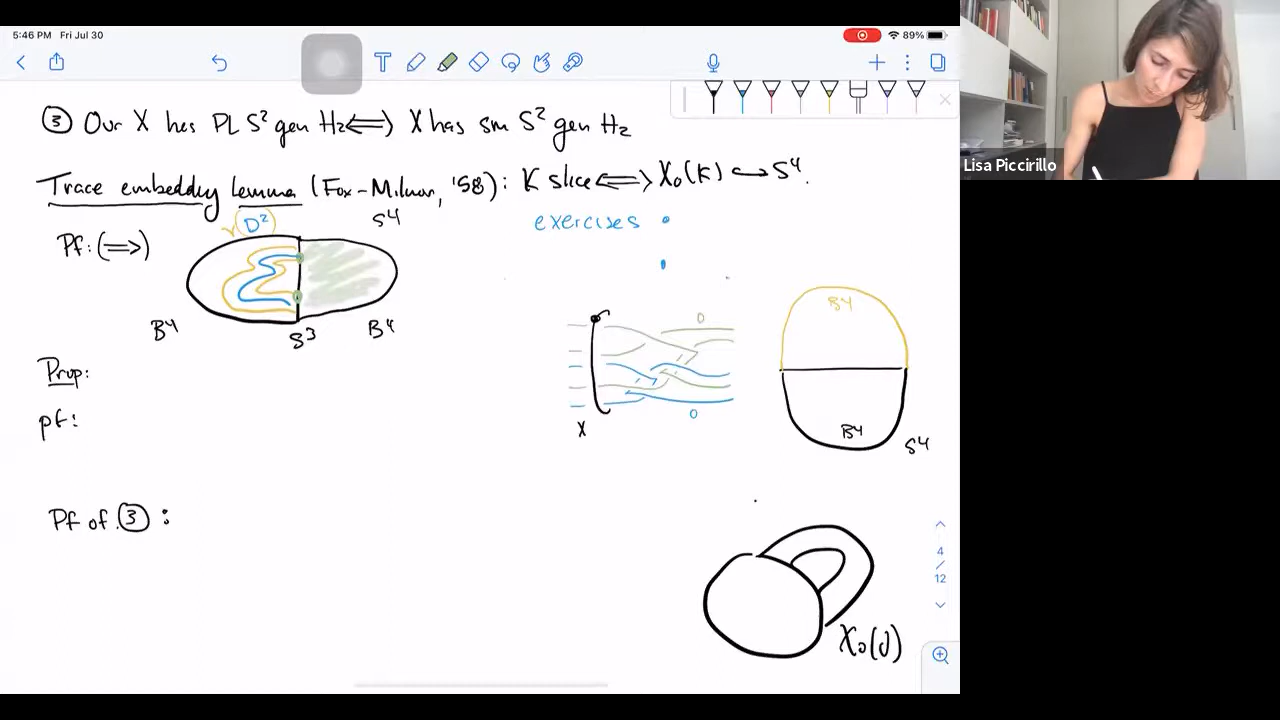 5:46 PM Fri Jul 30
89%
③ Our X hes PL S² gen H₂ ⟺ X has sm S² gen H₂
Trace embeddig lemma (Fox-Milnor, '58): K slice ⟺ X₀(K) ↪ S⁴.
Pf: (⟹)
ν(D²)
S⁴
B⁴
S³
B⁴
exercises •
•
Prop:
pf:
0
0
X
B⁴
B⁴
S⁴
Pf of ③ :
X₀(J)
4
/
12
Lisa Piccirillo